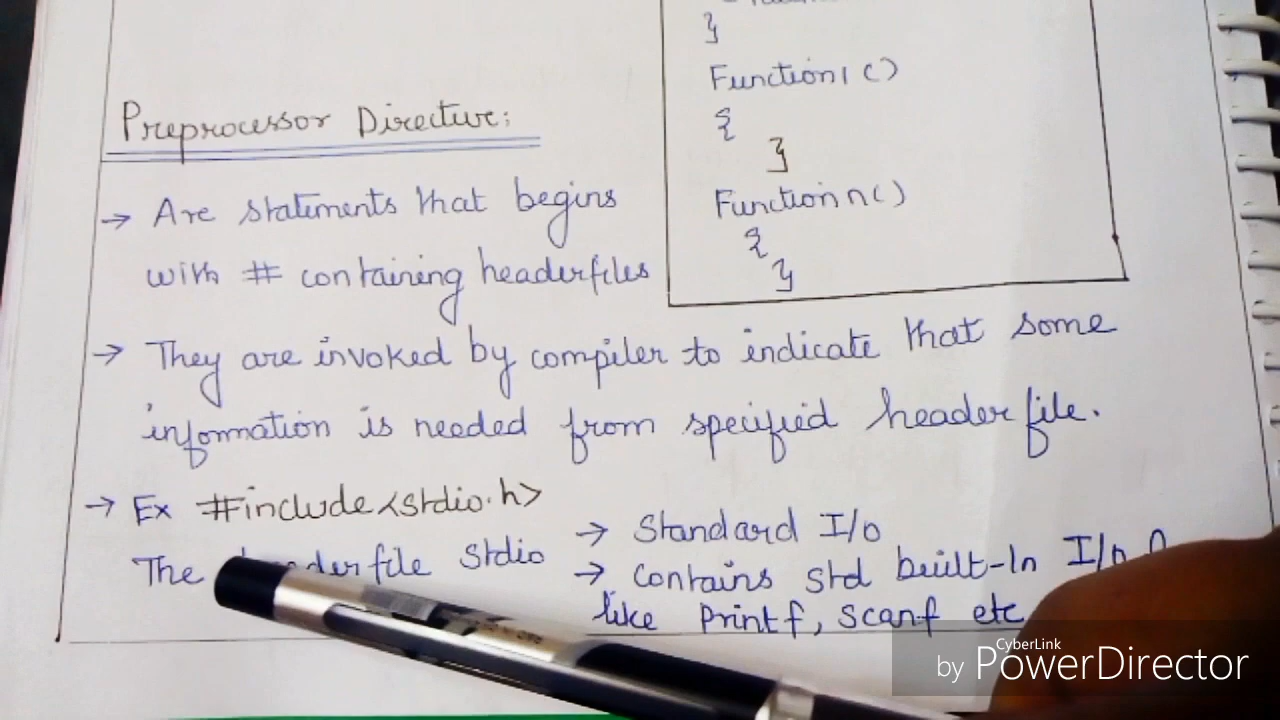 }
Function1 ()
{
}
Function n ()
{
}
Preprocessor Directive:
→ Are statements that begins
with # containing headerfiles
→ They are invoked by compiler to indicate that some
information is needed from specified header file.
→ Ex #include <stdio.h>
The file stdio → Standard I/O
→ contains std built-In I/O
like Printf, scanf etc
CyberLink
by PowerDirector